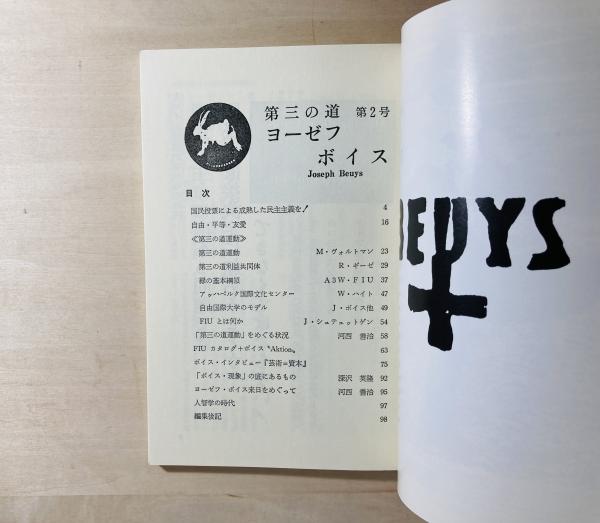 第三の道 第2号
ヨーゼフ
ボイス
Joseph Beuys
目次
国民投票による成熟した民主主義を! 4
自由・平等・友愛 16
≪第三の道運動≫
第三の道運動 M・ヴォルトマン 23
第三の道利益共同体 R・ギーゼ 29
緑の基本綱領 A3W・FIU 37
アッハベルク国際文化センター W・ハイト 47
自由国際大学のモデル J・ボイス他 49
FIU とは何か J・シュテュットゲン 54
「第三の道運動」をめぐる状況 河西 善治 58
FIU カタログ+ボイス〝Aktion〟 63
ボイス・インタビュー『芸術=資本』 75
「ボイス・現象」の底にあるもの 深沢 英隆 92
ヨーゼフ・ボイス来日をめぐって 河西 善治 95
人智学の時代 97
編集後記 98
BEUYS